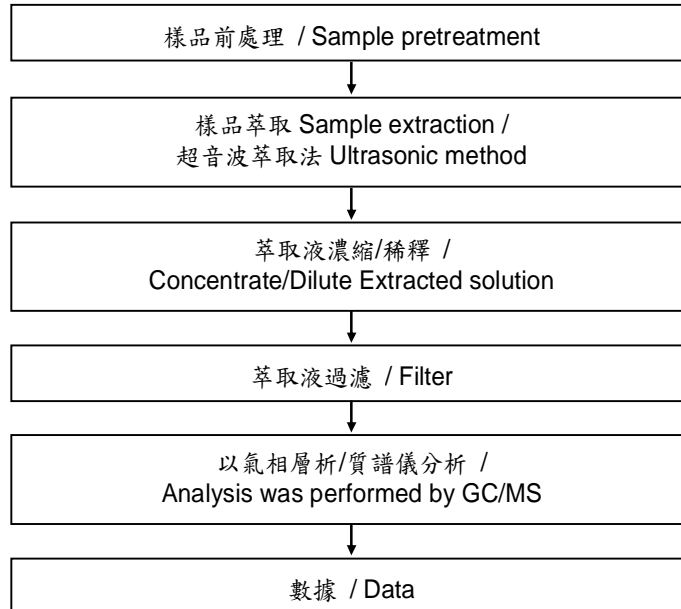 樣品前處理 / Sample pretreatment
樣品萃取 Sample extraction /
超音波萃取法 Ultrasonic method
萃取液濃縮/稀釋 /
Concentrate/Dilute Extracted solution
萃取液過濾 / Filter
以氣相層析/質譜儀分析 /
Analysis was performed by GC/MS
數據 / Data